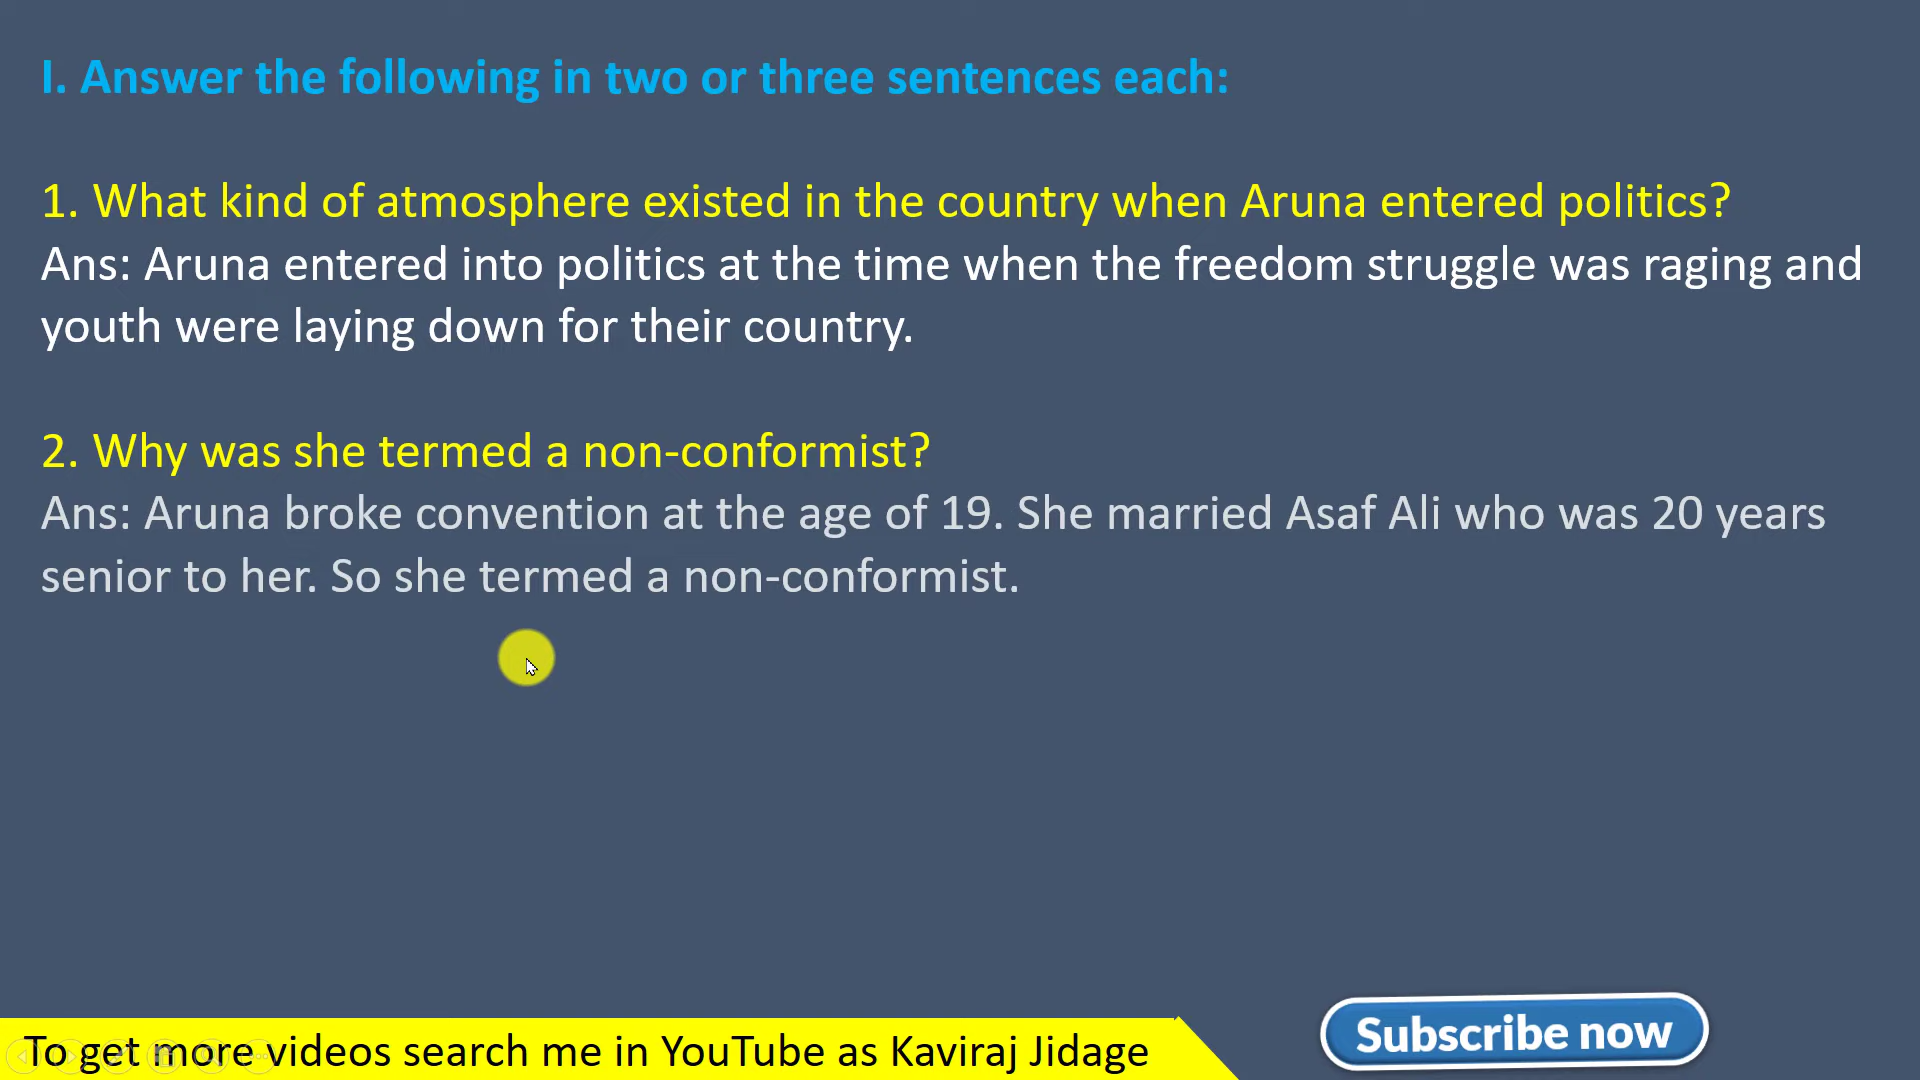 I. Answer the following in two or three sentences each:
1. What kind of atmosphere existed in the country when Aruna entered politics?
Ans: Aruna entered into politics at the time when the freedom struggle was raging and
youth were laying down for their country.
2. Why was she termed a non-conformist?
Ans: Aruna broke convention at the age of 19. She married Asaf Ali who was 20 years
senior to her. So she termed a non-conformist.
To get more videos search me in YouTube as Kaviraj Jidage
Subscribe now